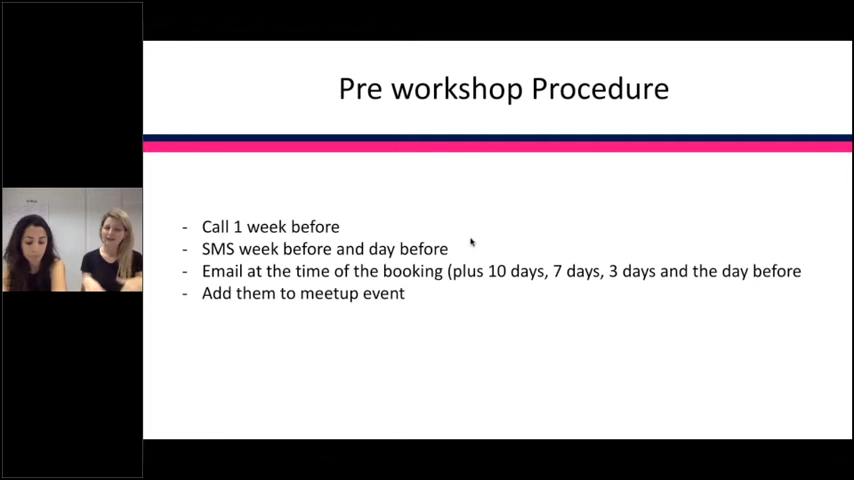 Pre workshop Procedure
- Call 1 week before
- SMS week before and day before
- Email at the time of the booking (plus 10 days, 7 days, 3 days and the day before
- Add them to meetup event